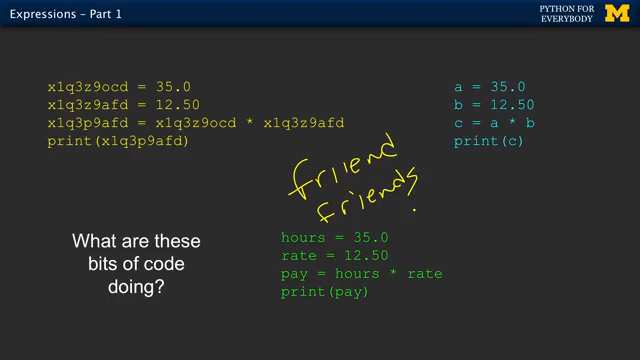 Expressions – Part 1
PYTHON FOR
EVERYBODY
M
x1q3z9ocd = 35.0
x1q3z9afd = 12.50
x1q3p9afd = x1q3z9ocd * x1q3z9afd
print(x1q3p9afd)
a = 35.0
b = 12.50
c = a * b
print(c)
friend
friends
What are these
bits of code
doing?
hours = 35.0
rate = 12.50
pay = hours * rate
print(pay)